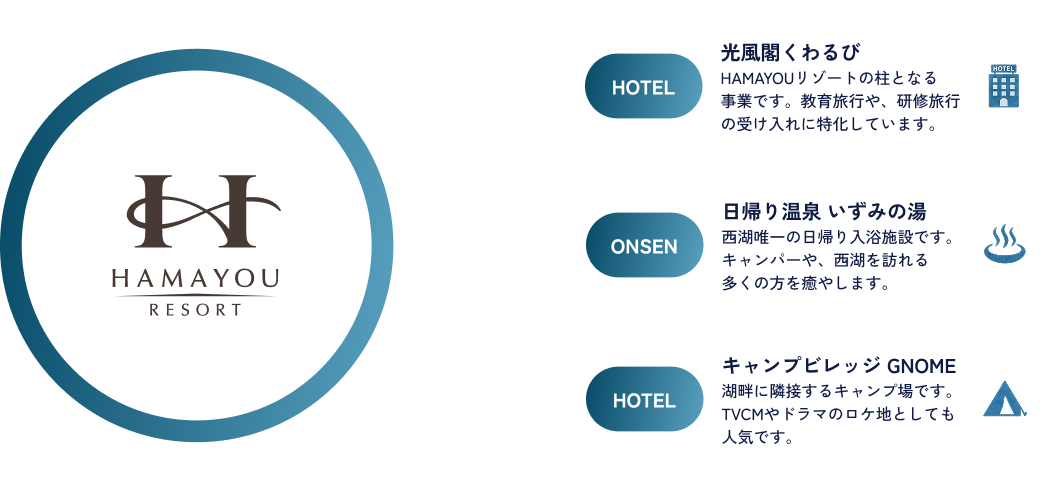 HAMAYOU
RESORT
HOTEL
光風閣くわるび
HAMAYOUリゾートの柱となる
事業です。教育旅行や、研修旅行
の受け入れに特化しています。
HOTEL
ONSEN
日帰り温泉 いずみの湯
西湖唯一の日帰り入浴施設です。
キャンパーや、西湖を訪れる
多くの方を癒やします。
HOTEL
キャンプビレッジ GNOME
湖畔に隣接するキャンプ場です。
TVCMやドラマのロケ地としても
人気です。